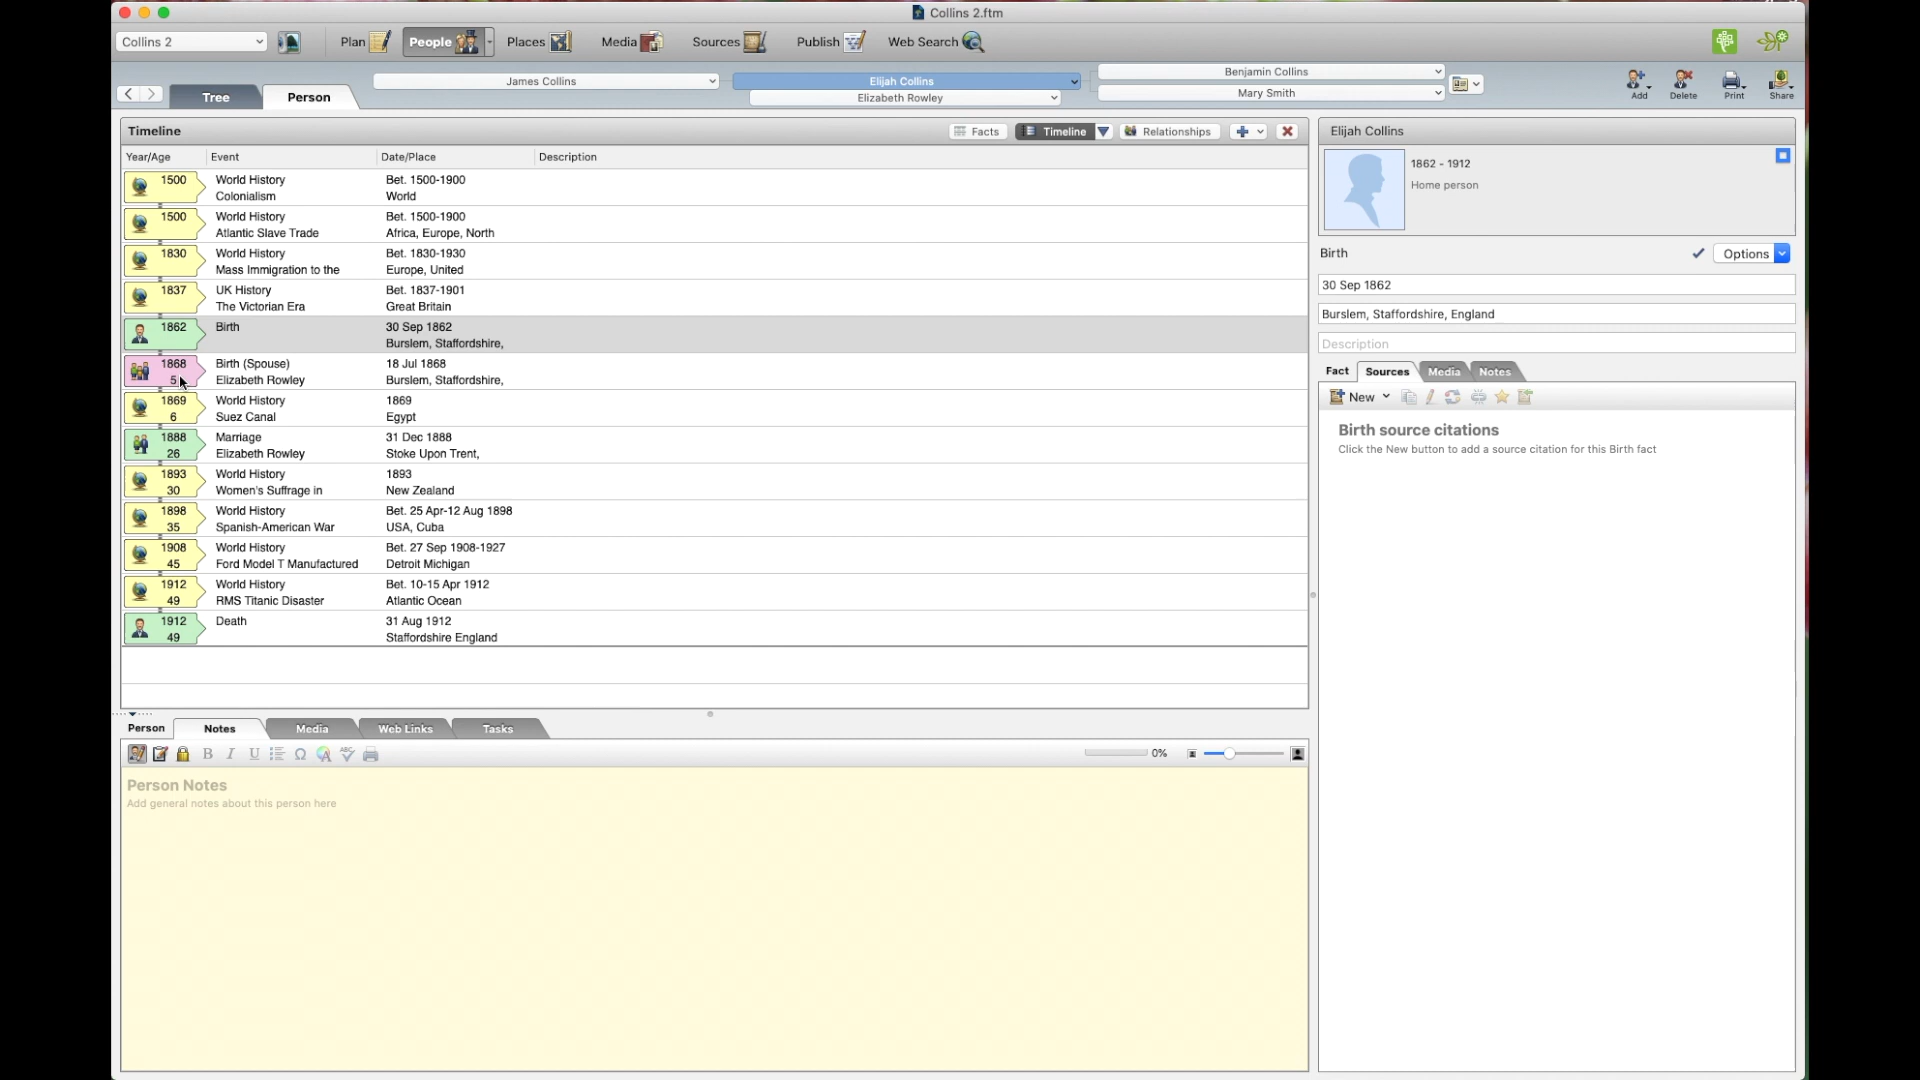 Collins 2.ftm
Collins 2
Plan
People
Places
Media
Sources
Publish
Web Search
Tree
Person
James Collins
Elijah Collins
Elizabeth Rowley
Benjamin Collins
Mary Smith
Add
Delete
Print
Share
Timeline
Facts
Timeline
Relationships
Year/Age Event Date/Place Description
1500 World History Bet. 1500-1900
Colonialism World
1500 World History Bet. 1500-1900
Atlantic Slave Trade Africa, Europe, North
1830 World History Bet. 1830-1930
Mass Immigration to the Europe, United
1837 UK History Bet. 1837-1901
The Victorian Era Great Britain
1862 Birth 30 Sep 1862
Burslem, Staffordshire,
1868 Birth (Spouse) 18 Jul 1868
5 Elizabeth Rowley Burslem, Staffordshire,
1869 World History 1869
6 Suez Canal Egypt
1888 Marriage 31 Dec 1888
26 Elizabeth Rowley Stoke Upon Trent,
1893 World History 1893
30 Women's Suffrage in New Zealand
1898 World History Bet. 25 Apr-12 Aug 1898
35 Spanish-American War USA, Cuba
1908 World History Bet. 27 Sep 1908-1927
45 Ford Model T Manufactured Detroit Michigan
1912 World History Bet. 10-15 Apr 1912
49 RMS Titanic Disaster Atlantic Ocean
1912 Death 31 Aug 1912
49 Staffordshire England
Person Notes Media Web Links Tasks
B I U Ω A ABC
0%
Person Notes
Add general notes about this person here
Elijah Collins
1862 - 1912
Home person
Birth
Options
30 Sep 1862
Burslem, Staffordshire, England
Description
Fact Sources Media Notes
New
Birth source citations
Click the New button to add a source citation for this Birth fact